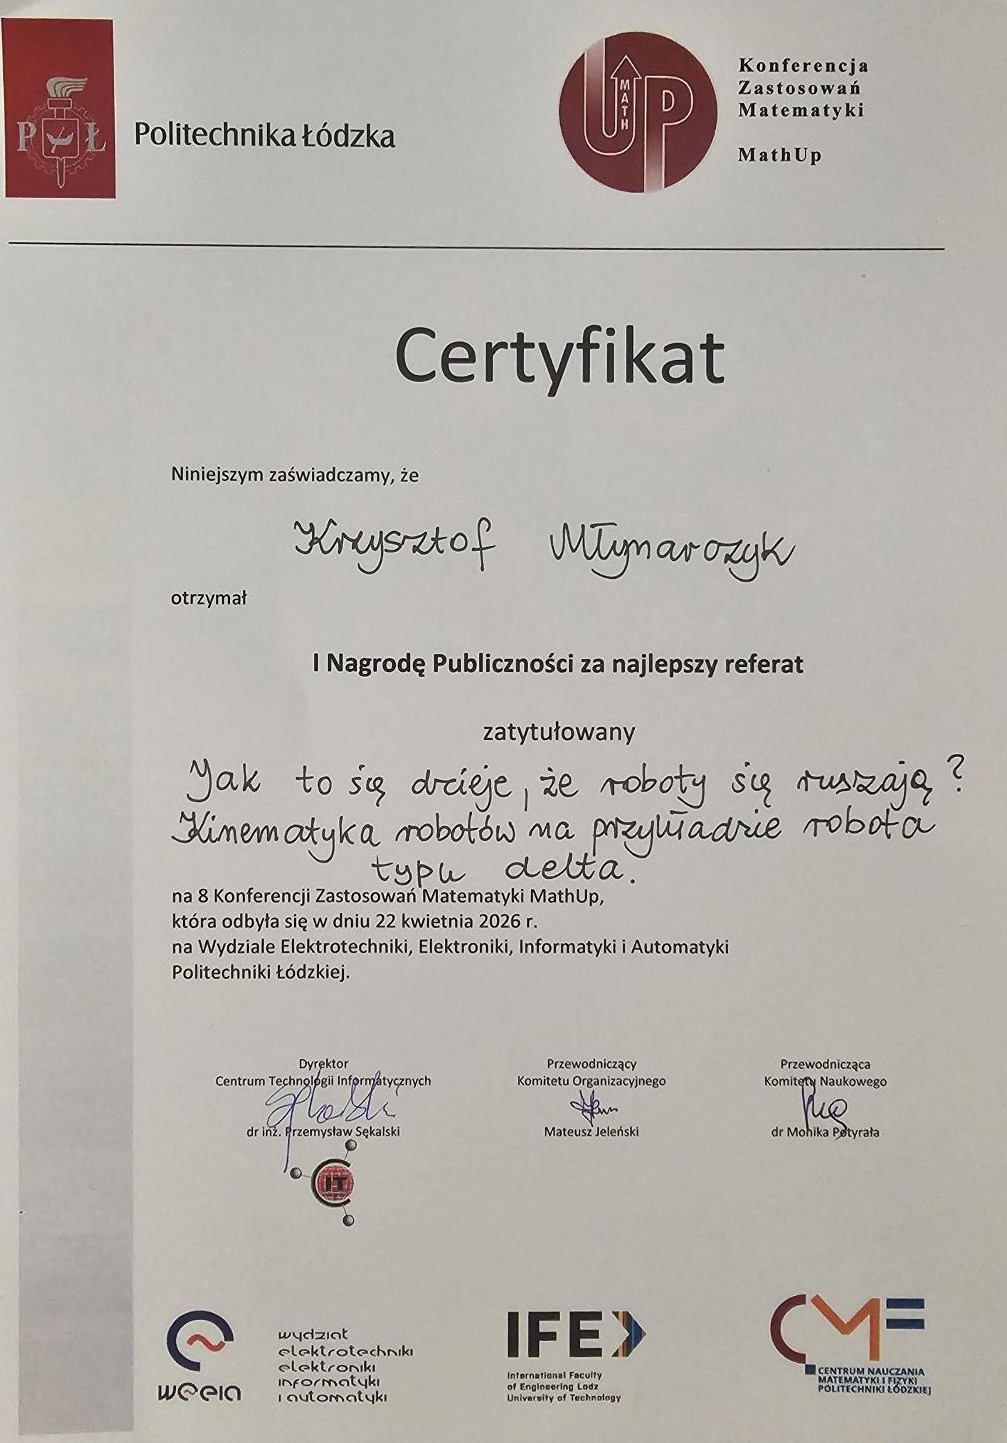 P Ł
Politechnika Łódzka
MATH
UP
Konferencja
Zastosowań
Matematyki
MathUp
Certyfikat
Niniejszym zaświadczamy, że
Krzysztof Młynarczyk
otrzymał
I Nagrodę Publiczności za najlepszy referat
zatytułowany
Jak to się dzieje, że roboty się ruszają?
Kinematyka robotów na przykładzie robota
typu delta.
na 8 Konferencji Zastosowań Matematyki MathUp,
która odbyła się w dniu 22 kwietnia 2026 r.
na Wydziale Elektrotechniki, Elektroniki, Informatyki i Automatyki
Politechniki Łódzkiej.
Dyrektor
Centrum Technologii Informatycznych
dr inż. Przemysław Sękalski
Przewodniczący
Komitetu Organizacyjnego
Mateusz Jeleński
Przewodnicząca
Komitetu Naukowego
dr Monika Potyrała
IT
weeia
wydział
elektrotechniki
elektroniki
informatyki
i automatyki
IFE
International Faculty
of Engineering Lodz
University of Technology
CMF
CENTRUM NAUCZANIA
MATEMATYKI I FIZYKI
POLITECHNIKI ŁÓDZKIEJ